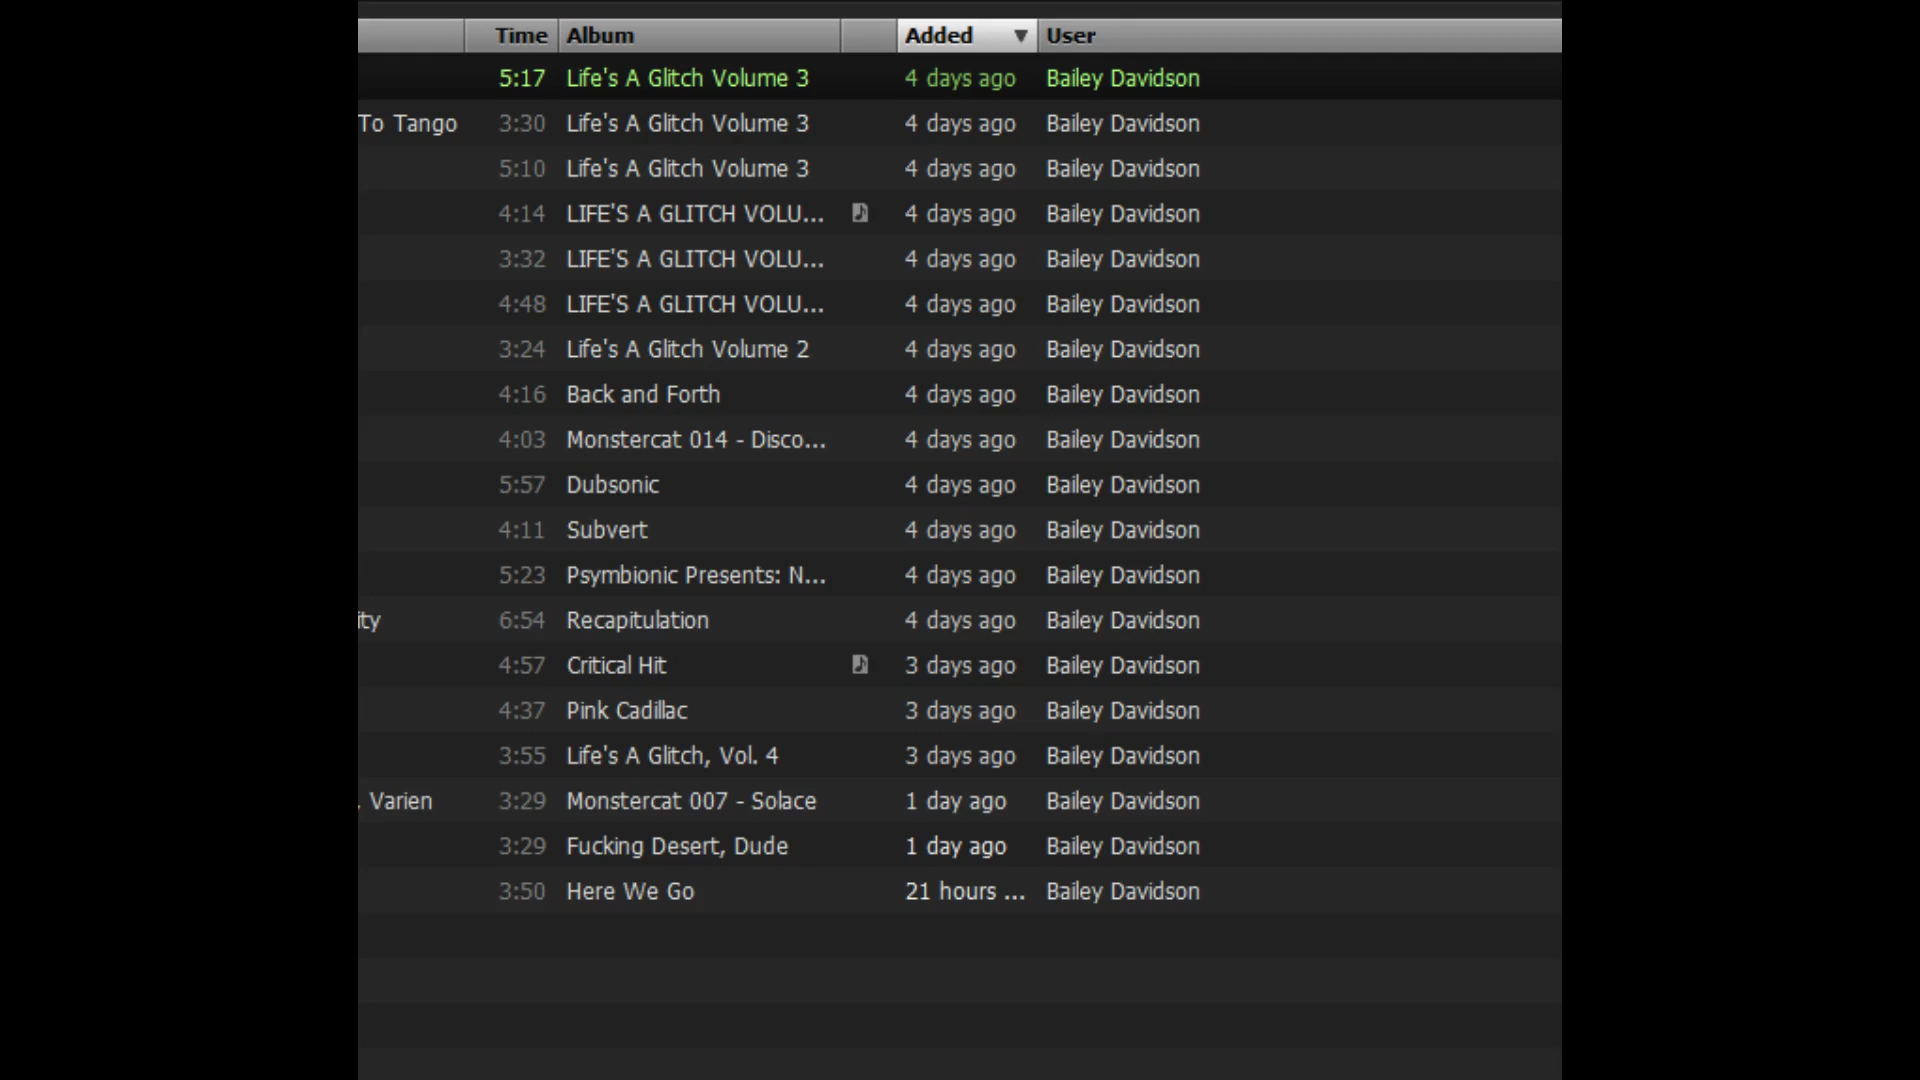 Time Album Added ▼ User
5:17 Life's A Glitch Volume 3 4 days ago Bailey Davidson
To Tango 3:30 Life's A Glitch Volume 3 4 days ago Bailey Davidson
5:10 Life's A Glitch Volume 3 4 days ago Bailey Davidson
4:14 LIFE'S A GLITCH VOLU... 4 days ago Bailey Davidson
3:32 LIFE'S A GLITCH VOLU... 4 days ago Bailey Davidson
4:48 LIFE'S A GLITCH VOLU... 4 days ago Bailey Davidson
3:24 Life's A Glitch Volume 2 4 days ago Bailey Davidson
4:16 Back and Forth 4 days ago Bailey Davidson
4:03 Monstercat 014 - Disco... 4 days ago Bailey Davidson
5:57 Dubsonic 4 days ago Bailey Davidson
4:11 Subvert 4 days ago Bailey Davidson
5:23 Psymbionic Presents: N... 4 days ago Bailey Davidson
ity 6:54 Recapitulation 4 days ago Bailey Davidson
4:57 Critical Hit 3 days ago Bailey Davidson
4:37 Pink Cadillac 3 days ago Bailey Davidson
3:55 Life's A Glitch, Vol. 4 3 days ago Bailey Davidson
, Varien 3:29 Monstercat 007 - Solace 1 day ago Bailey Davidson
3:29 Fucking Desert, Dude 1 day ago Bailey Davidson
3:50 Here We Go 21 hours ... Bailey Davidson